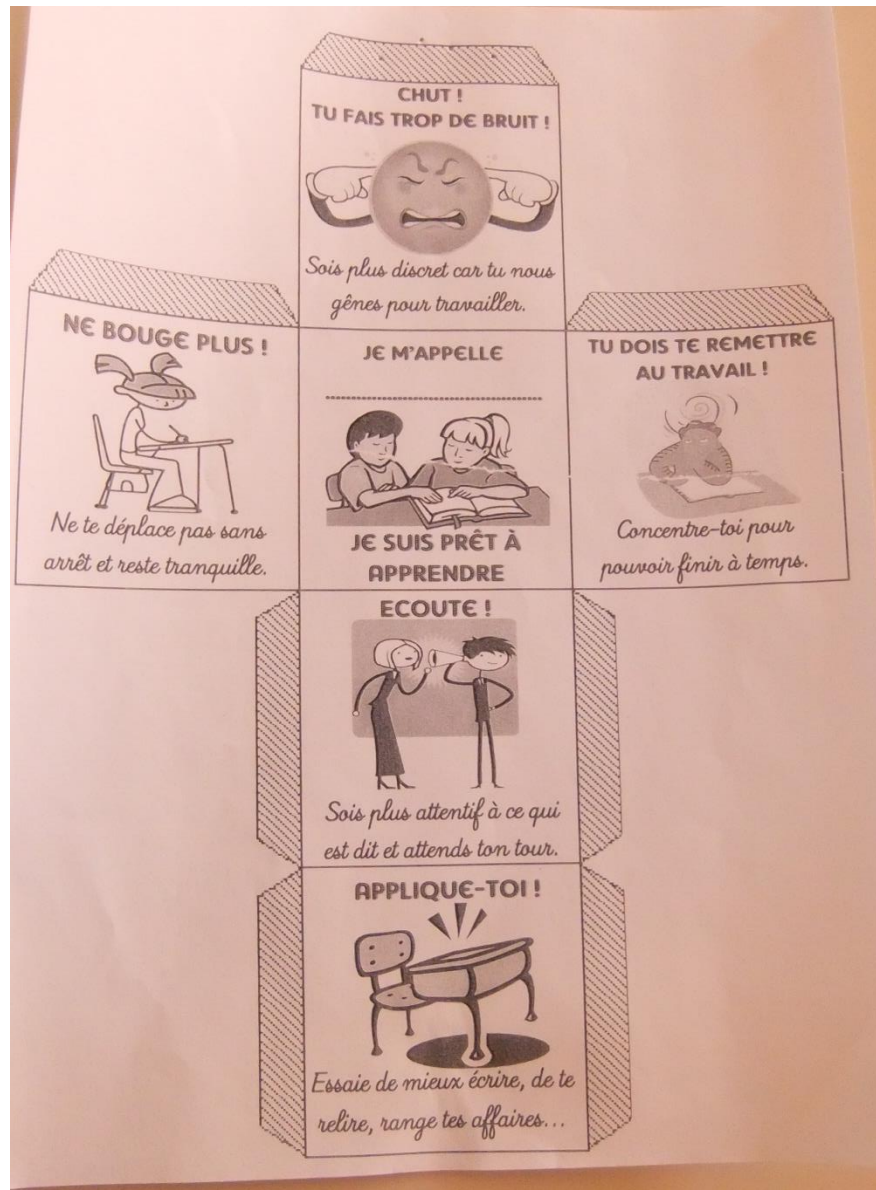 CHUT !
TU FAIS TROP DE BRUIT !
Sois plus discret car tu nous
gênes pour travailler.
NE BOUGE PLUS !
Ne te déplace pas sans
arrêt et reste tranquille.
JE M'APPELLE
JE SUIS PRÊT À
APPRENDRE
TU DOIS TE REMETTRE
AU TRAVAIL !
Concentre-toi pour
pouvoir finir à temps.
ECOUTE !
Sois plus attentif à ce qui
est dit et attends ton tour.
APPLIQUE-TOI !
Essaie de mieux écrire, de te
relire, range tes affaires...